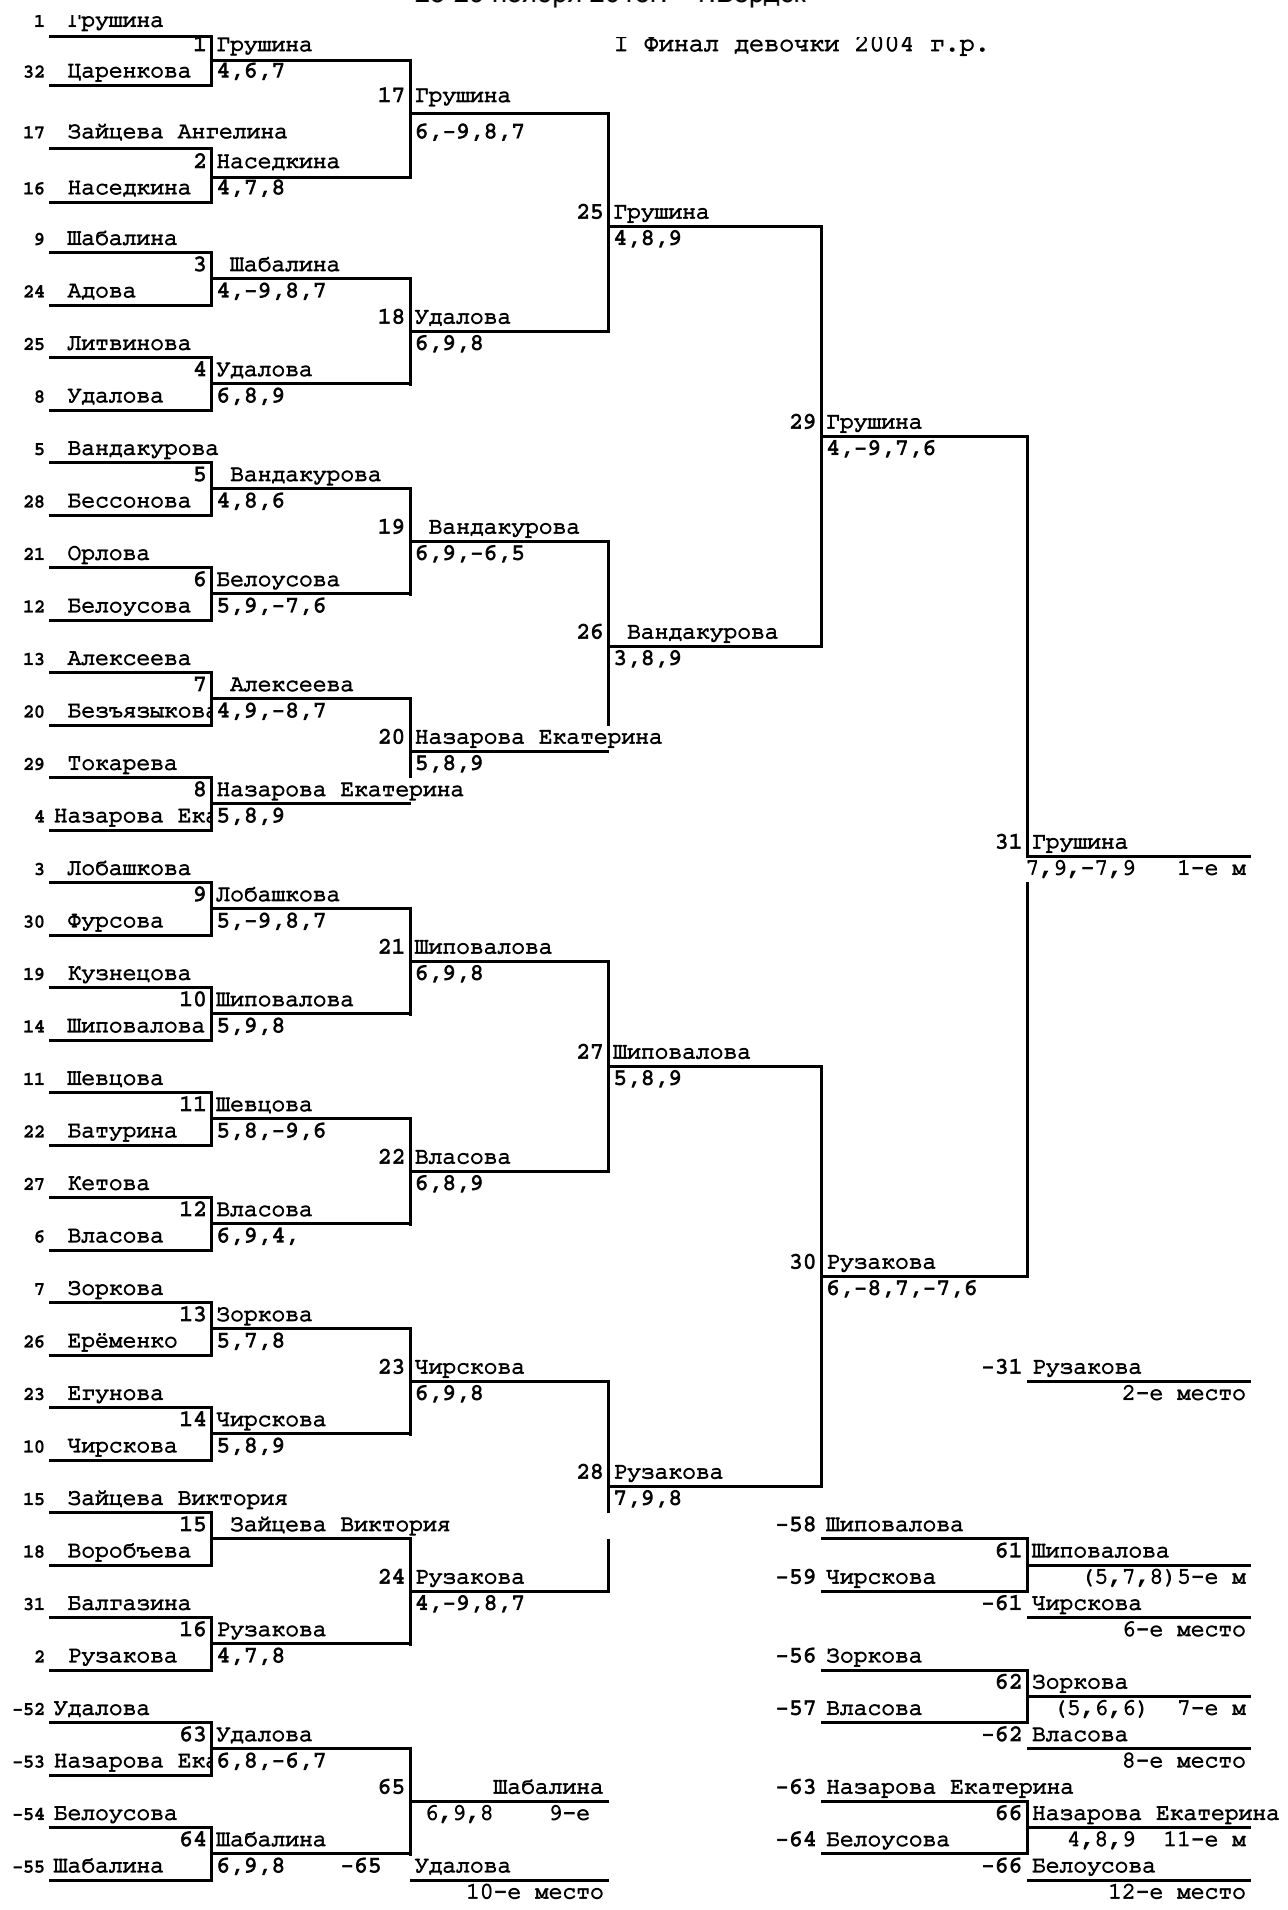 1 Грушина
I Финал девочки 2004 г.р.
1 Грушина
32 Царенкова 4,6,7
17 Грушина
17 Зайцева Ангелина 6,-9,8,7
2 Наседкина
16 Наседкина 4,7,8
25 Грушина
9 Шабалина 4,8,9
3 Шабалина
24 Адова 4,-9,8,7
18 Удалова
25 Литвинова 6,9,8
4 Удалова
8 Удалова 6,8,9
29 Грушина
5 Вандакурова 4,-9,7,6
5 Вандакурова
28 Бессонова 4,8,6
19 Вандакурова
21 Орлова 6,9,-6,5
6 Белоусова
12 Белоусова 5,9,-7,6
26 Вандакурова
13 Алексеева 3,8,9
7 Алексеева
20 Безъязыкова 4,9,-8,7
20 Назарова Екатерина
29 Токарева 5,8,9
8 Назарова Екатерина
4 Назарова Ека 5,8,9
31 Грушина
3 Лобашкова 7,9,-7,9 1-е м
9 Лобашкова
30 Фурсова 5,-9,8,7
21 Шиповалова
19 Кузнецова 6,9,8
10 Шиповалова
14 Шиповалова 5,9,8
27 Шиповалова
11 Шевцова 5,8,9
11 Шевцова
22 Батурина 5,8,-9,6
22 Власова
27 Кетова 6,8,9
12 Власова
6 Власова 6,9,4,
30 Рузакова
7 Зоркова 6,-8,7,-7,6
13 Зоркова
26 Ерёменко 5,7,8
23 Чирскова -31 Рузакова
23 Егунова 6,9,8 2-е место
14 Чирскова
10 Чирскова 5,8,9
28 Рузакова
15 Зайцева Виктория 7,9,8
15 Зайцева Виктория -58 Шиповалова
18 Воробъева 61 Шиповалова
24 Рузакова -59 Чирскова (5,7,8)5-е м
31 Балгазина 4,-9,8,7 -61 Чирскова
16 Рузакова 6-е место
2 Рузакова 4,7,8 -56 Зоркова
62 Зоркова
-52 Удалова -57 Власова (5,6,6) 7-е м
63 Удалова -62 Власова
-53 Назарова Ека 6,8,-6,7 8-е место
65 Шабалина -63 Назарова Екатерина
-54 Белоусова 6,9,8 9-е 66 Назарова Екатерина
64 Шабалина -64 Белоусова 4,8,9 11-е м
-55 Шабалина 6,9,8 -65 Удалова -66 Белоусова
10-е место 12-е место